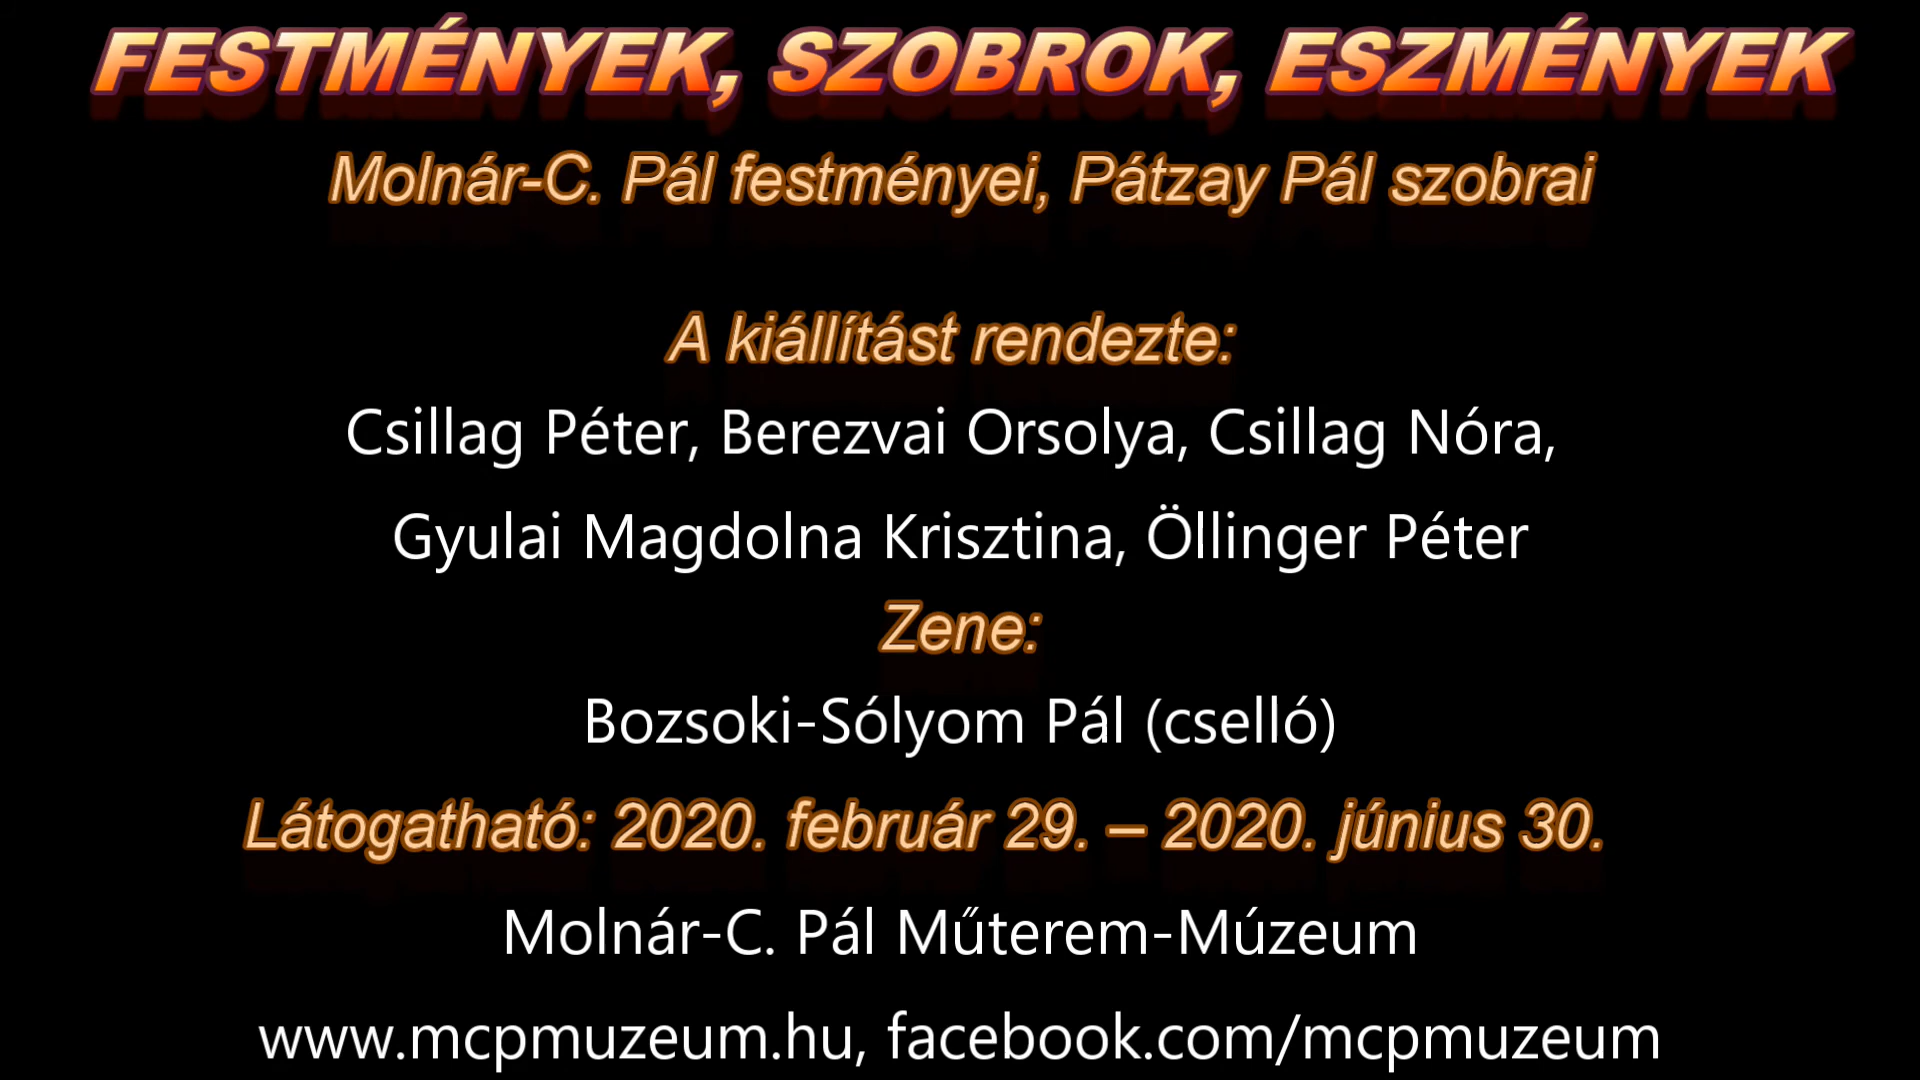 FESTMÉNYEK, SZOBROK, ESZMÉNYEK
Molnár-C. Pál festményei, Pátzay Pál szobrai
A kiállítást rendezte:
Csillag Péter, Berezvai Orsolya, Csillag Nóra,
Gyulai Magdolna Krisztina, Öllinger Péter
Zene:
Bozsoki-Sólyom Pál (cselló)
Látogatható: 2020. február 29. – 2020. június 30.
Molnár-C. Pál Műterem-Múzeum
www.mcpmuzeum.hu, facebook.com/mcpmuzeum